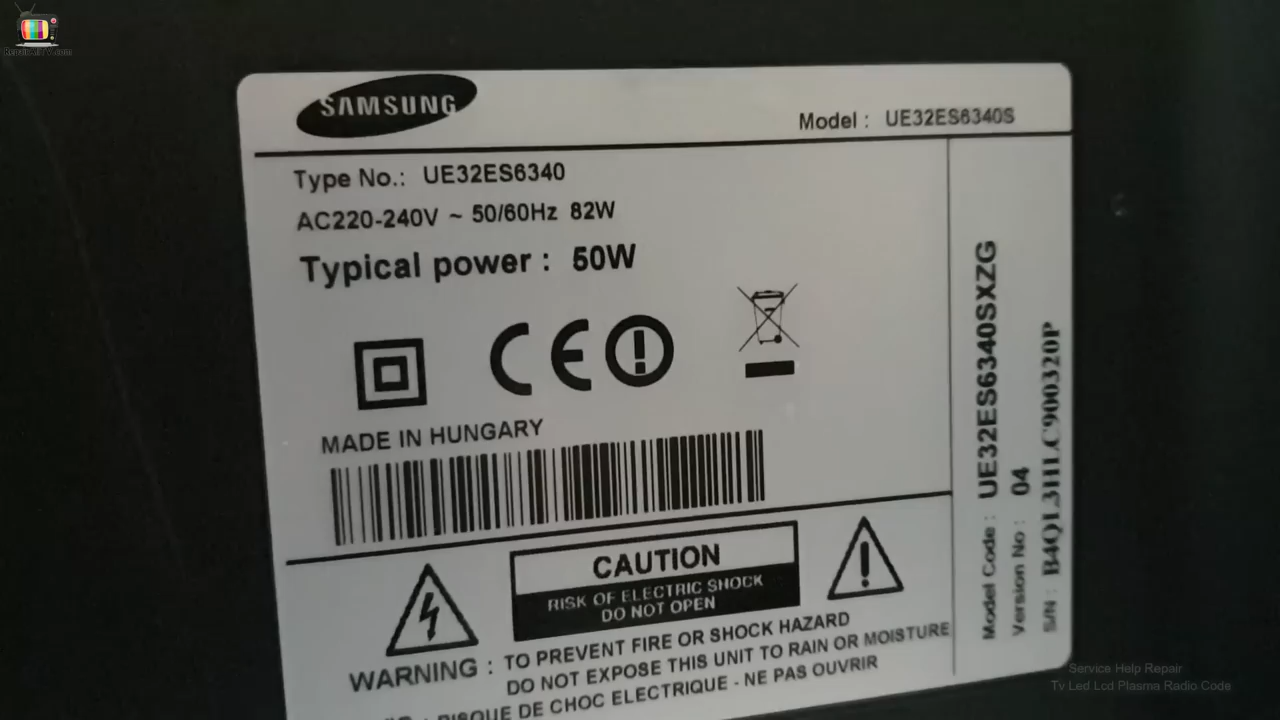 RepairAllTV.com
SAMSUNG
Model : UE32ES6340S
Type No.: UE32ES6340
AC220-240V ~ 50/60Hz 82W
Typical power : 50W
CE
MADE IN HUNGARY
CAUTION
RISK OF ELECTRIC SHOCK
DO NOT OPEN
WARNING : TO PREVENT FIRE OR SHOCK HAZARD
DO NOT EXPOSE THIS UNIT TO RAIN OR MOISTURE
RISQUE DE CHOC ELECTRIQUE - NE PAS OUVRIR
Model Code : UE32ES6340SXZG
Version No : 04
S/N :
Service Help Repair
Tv Led Lcd Plasma Radio Code